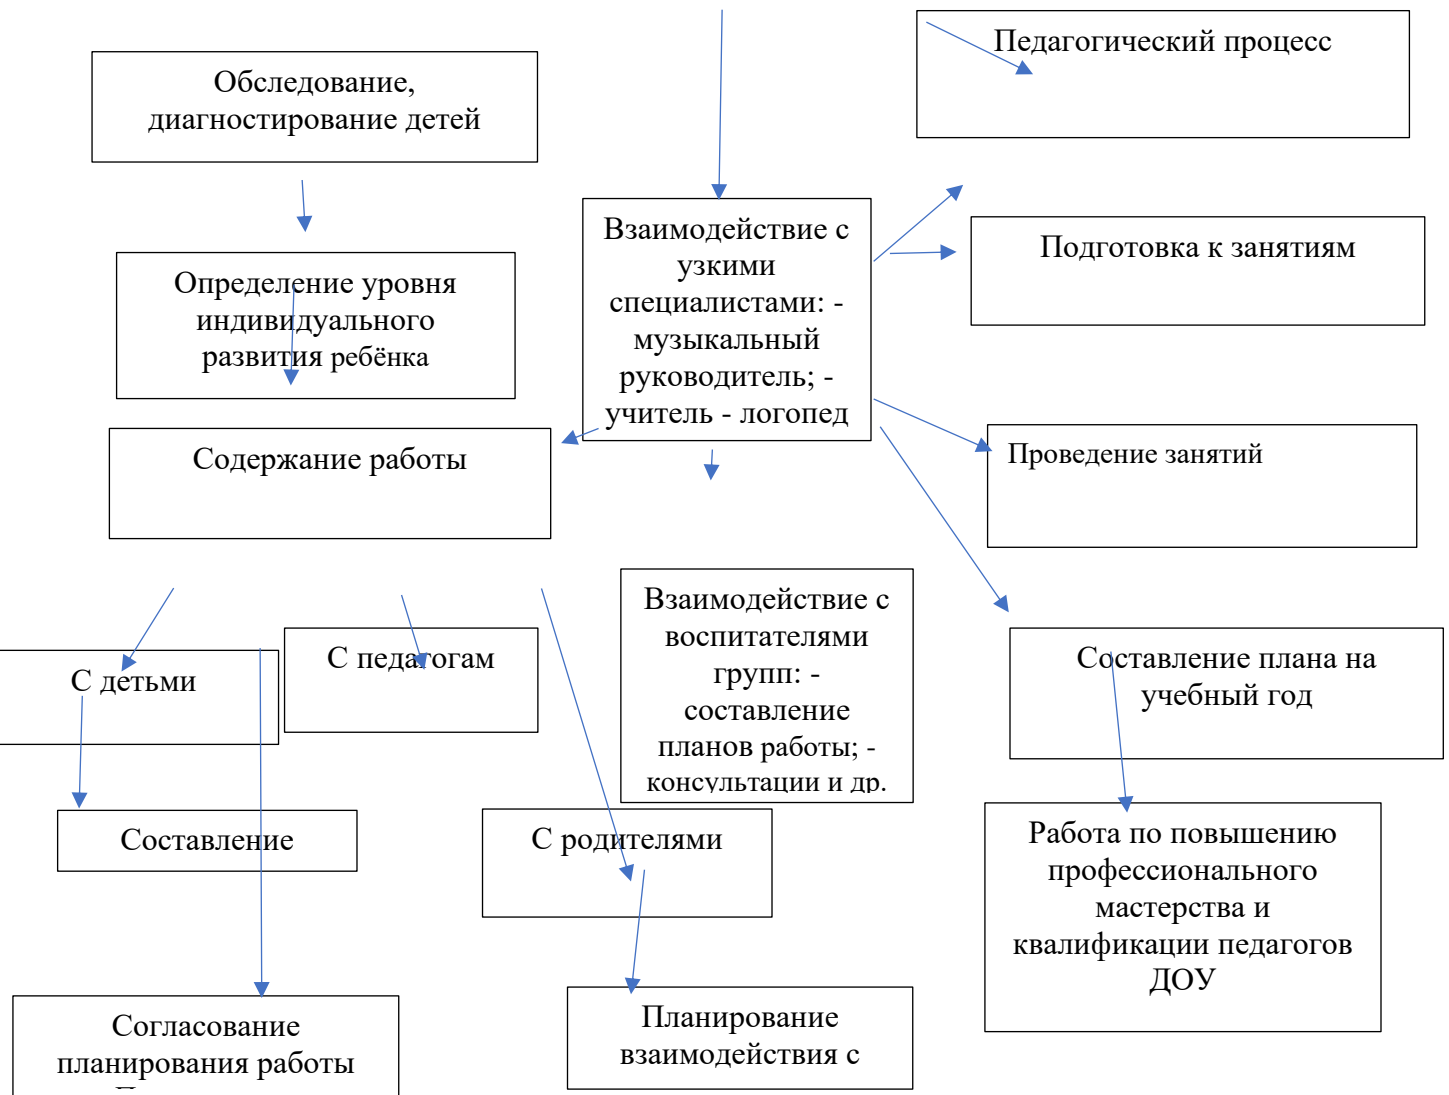 Педагогический процесс
Обследование,
диагностирование детей
Взаимодействие с
узкими
специалистами: -
музыкальный
руководитель; -
учитель - логопед
Подготовка к занятиям
Определение уровня
индивидуального
развития ребёнка
Содержание работы
Проведение занятий
Взаимодействие с
воспитателями
групп: -
составление
планов работы; -
консультации и др.
С педагогам
С детьми
Составление плана на
учебный год
Составление
С родителями
Работа по повышению
профессионального
мастерства и
квалификации педагогов
ДОУ
Согласование
планирования работы
Планирование
взаимодействия с